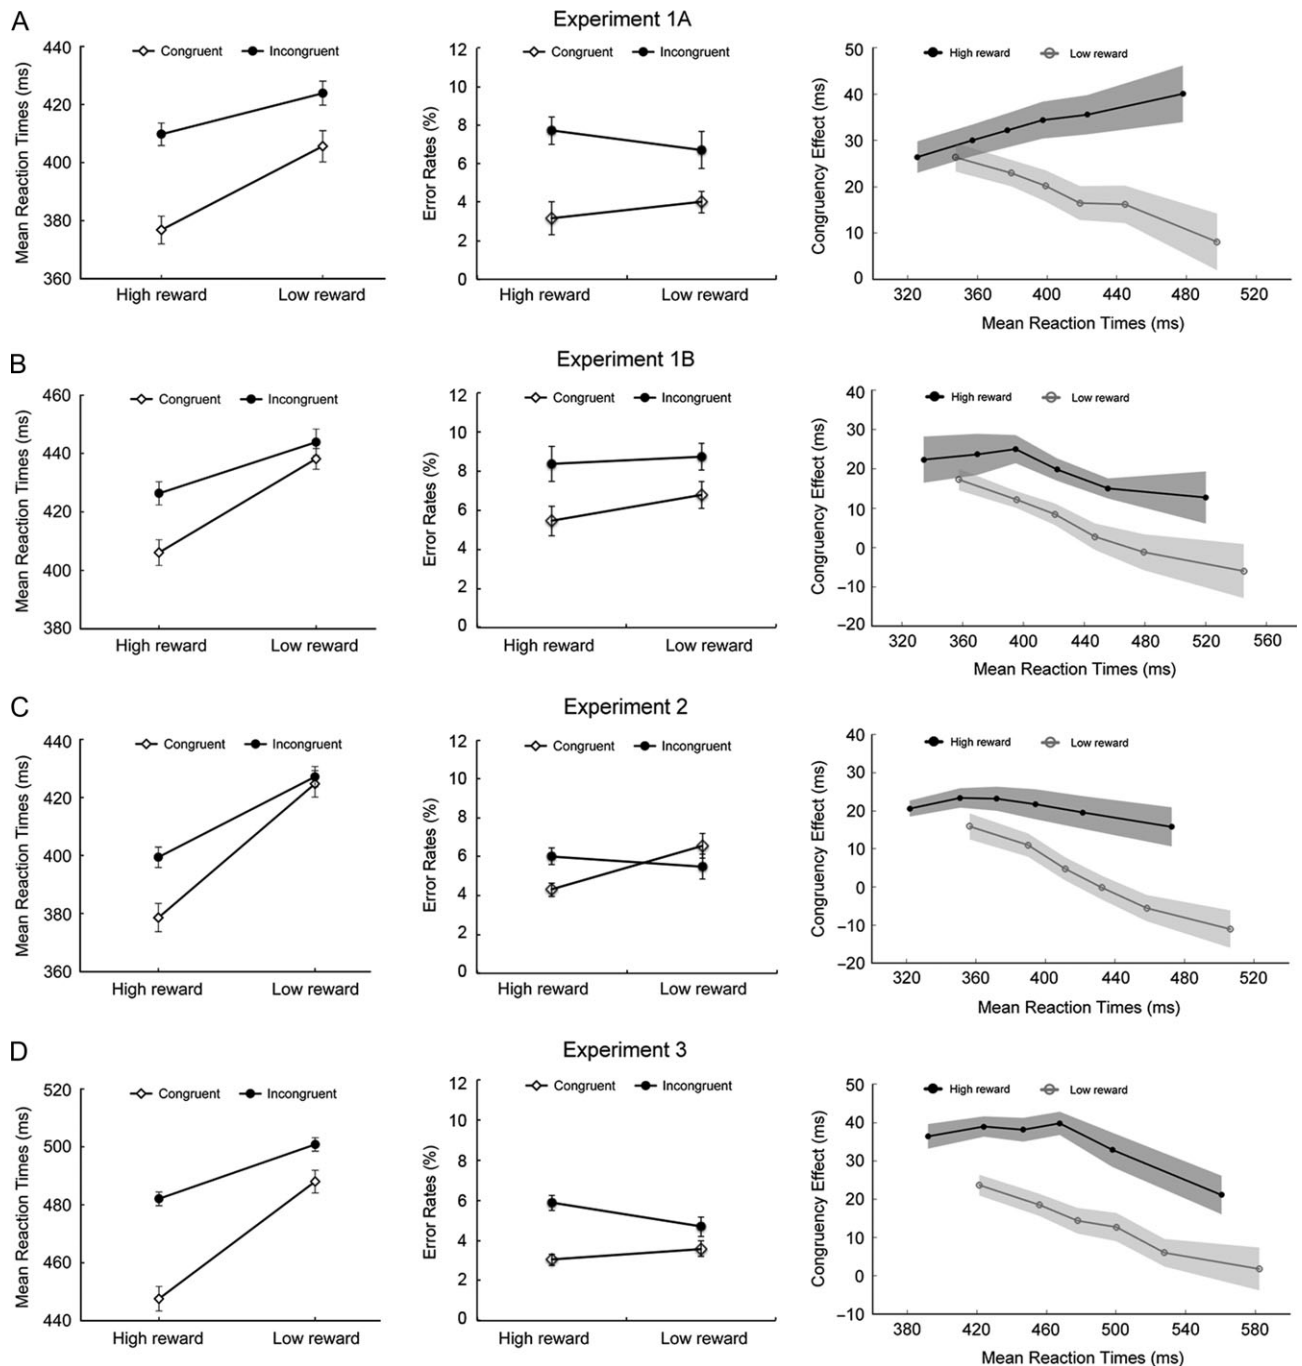 A
Experiment 1A
Mean Reaction Times (ms)
440
420
400
380
360
Congruent
Incongruent
High reward
Low reward
Error Rates (%)
12
10
8
6
4
2
0
Congruent
Incongruent
High reward
Low reward
Congruency Effect (ms)
50
40
30
20
10
0
High reward
Low reward
320 360 400 440 480 520
Mean Reaction Times (ms)
B
Experiment 1B
Mean Reaction Times (ms)
460
440
420
400
380
Congruent
Incongruent
High reward
Low reward
Error Rates (%)
12
10
8
6
4
2
0
Congruent
Incongruent
High reward
Low reward
Congruency Effect (ms)
40
30
20
10
0
–10
–20
High reward
Low reward
320 360 400 440 480 520 560
Mean Reaction Times (ms)
C
Experiment 2
Mean Reaction Times (ms)
440
420
400
380
360
Congruent
Incongruent
High reward
Low reward
Error Rates (%)
12
10
8
6
4
2
0
Congruent
Incongruent
High reward
Low reward
Congruency Effect (ms)
40
30
20
10
0
–10
–20
High reward
Low reward
320 360 400 440 480 520
Mean Reaction Times (ms)
D
Experiment 3
Mean Reaction Times (ms)
520
500
480
460
440
Congruent
Incongruent
High reward
Low reward
Error Rates (%)
12
10
8
6
4
2
0
Congruent
Incongruent
High reward
Low reward
Congruency Effect (ms)
50
40
30
20
10
0
–10
High reward
Low reward
380 420 460 500 540 580
Mean Reaction Times (ms)